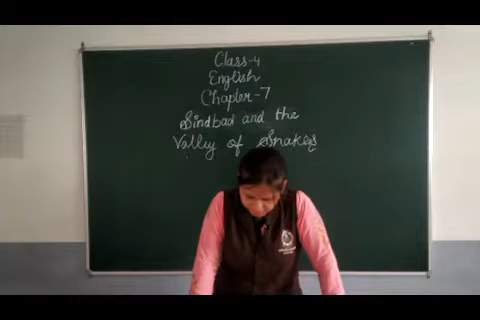 Class-4
English
Chapter-7
Sindbad and the
Valley of Snakes